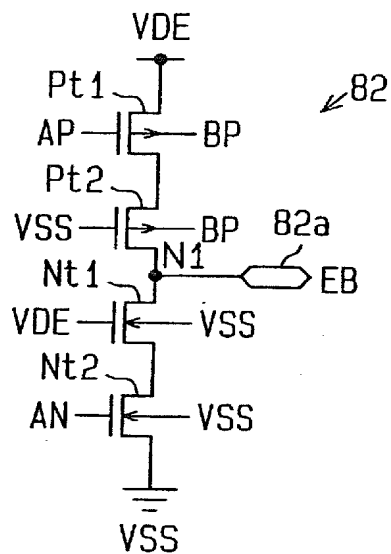 VDE
Pt1
82
AP
BP
Pt2
82a
VSS
BP
N1
EB
Nt1
VDE
VSS
Nt2
AN
VSS
VSS